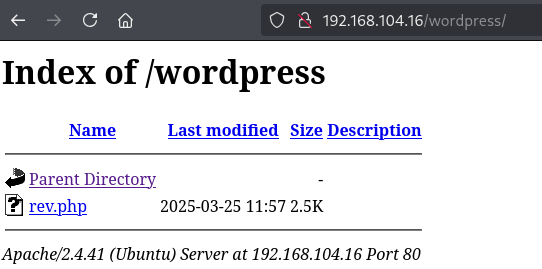 192.168.104.16/wordpress/
Index of /wordpress
Name Last modified Size Description
Parent Directory -
rev.php 2025-03-25 11:57 2.5K
Apache/2.4.41 (Ubuntu) Server at 192.168.104.16 Port 80